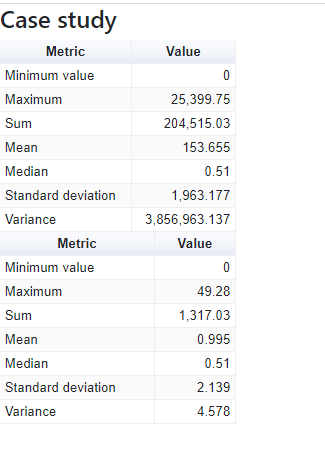 Case study
Metric Value
Minimum value 0
Maximum 25,399.75
Sum 204,515.03
Mean 153.655
Median 0.51
Standard deviation 1,963.177
Variance 3,856,963.137
Metric Value
Minimum value 0
Maximum 49.28
Sum 1,317.03
Mean 0.995
Median 0.51
Standard deviation 2.139
Variance 4.578